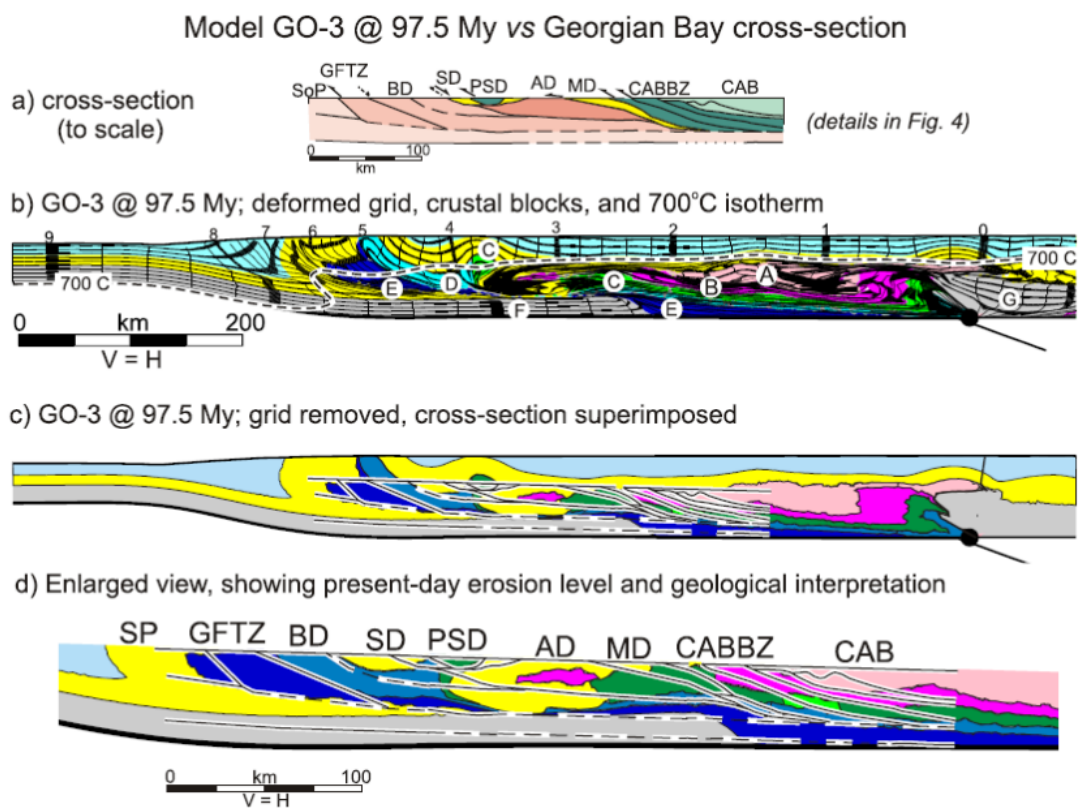 Model GO-3 @ 97.5 My vs Georgian Bay cross-section
a) cross-section
(to scale)
SoP GFTZ BD SD PSD AD MD CABBZ CAB
(details in Fig. 4)
0 100
km
b) GO-3 @ 97.5 My; deformed grid, crustal blocks, and 700°C isotherm
9 8 7 6 5 4 3 2 1 0
C
700 C
700 C
E D C B A G
F E
0 km 200
V = H
c) GO-3 @ 97.5 My; grid removed, cross-section superimposed
d) Enlarged view, showing present-day erosion level and geological interpretation
SP GFTZ BD SD PSD AD MD CABBZ CAB
0 km 100
V = H